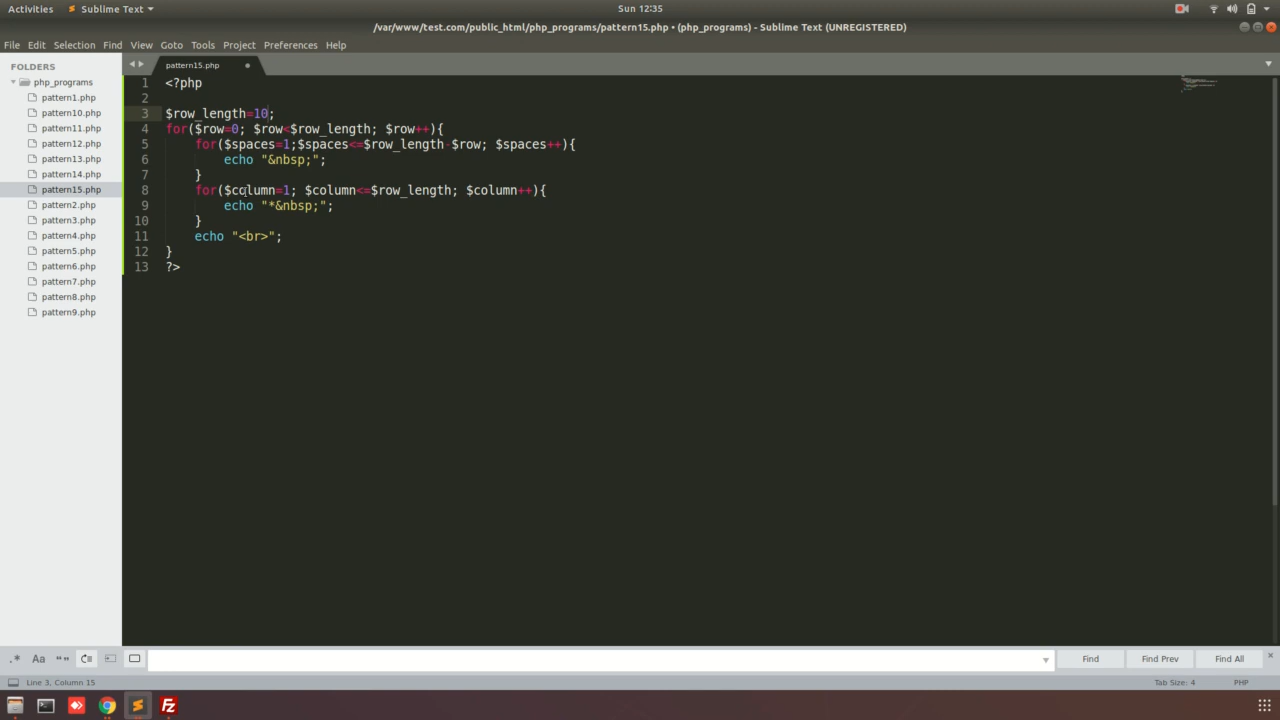 Activities
Sublime Text
Sun 12:35
/var/www/test.com/public_html/php_programs/pattern15.php • (php_programs) - Sublime Text (UNREGISTERED)
File Edit Selection Find View Goto Tools Project Preferences Help
FOLDERS
php_programs
pattern1.php
pattern10.php
pattern11.php
pattern12.php
pattern13.php
pattern14.php
pattern15.php
pattern2.php
pattern3.php
pattern4.php
pattern5.php
pattern6.php
pattern7.php
pattern8.php
pattern9.php
pattern15.php
1 <?php
2
3 $row_length=10;
4 for($row=0; $row<$row_length; $row++){
5 for($spaces=1;$spaces<=$row_length-$row; $spaces++){
6 echo "&nbsp;";
7 }
8 for($column=1; $column<=$row_length; $column++){
9 echo "*&nbsp;";
10 }
11 echo "<br>";
12 }
13 ?>
.* Aa “” Find Find Prev Find All
Line 3, Column 15
Tab Size: 4 PHP